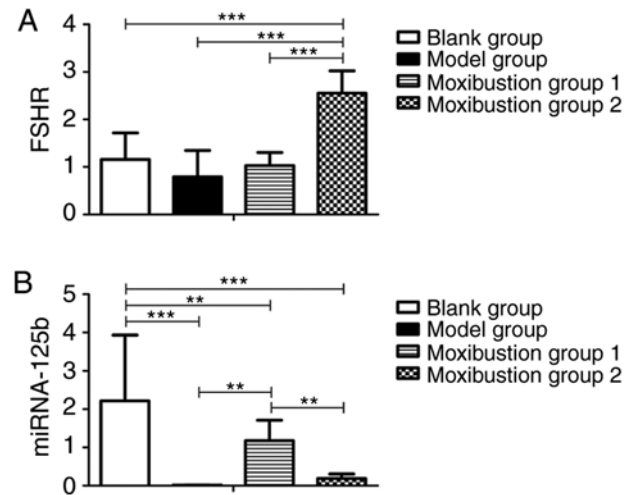 A
FSHR
4
3
2
1
0
***
***
***
Blank group
Model group
Moxibustion group 1
Moxibustion group 2
B
miRNA-125b
5
4
3
2
1
0
***
**
***
**
**
Blank group
Model group
Moxibustion group 1
Moxibustion group 2